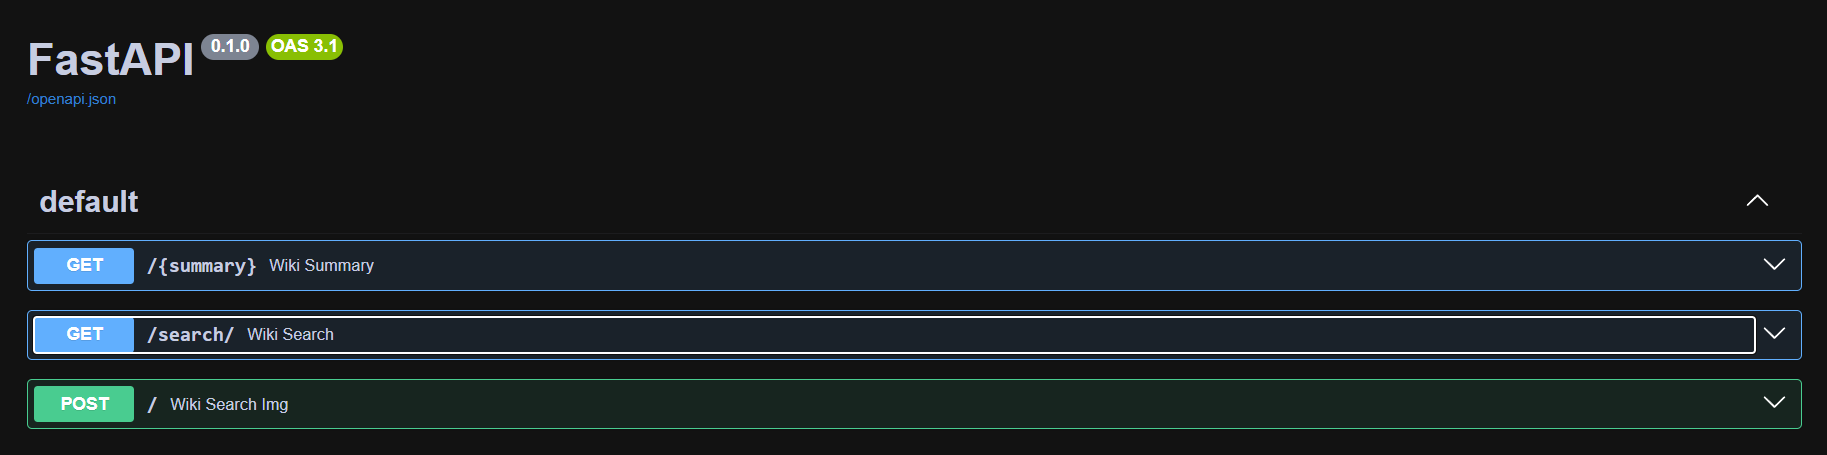 FastAPI 0.1.0 OAS 3.1
/openapi.json
default
GET /{summary} Wiki Summary
GET /search/ Wiki Search
POST / Wiki Search Img